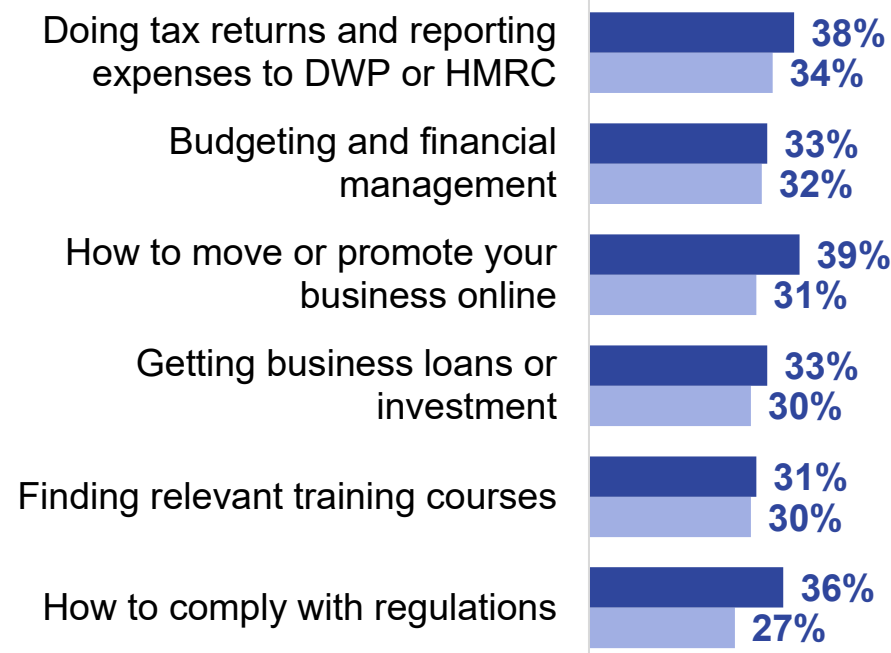 Doing tax returns and reporting
expenses to DWP or HMRC
38%
34%
Budgeting and financial
management
33%
32%
How to move or promote your
business online
39%
31%
Getting business loans or
investment
33%
30%
Finding relevant training courses
31%
30%
How to comply with regulations
36%
27%